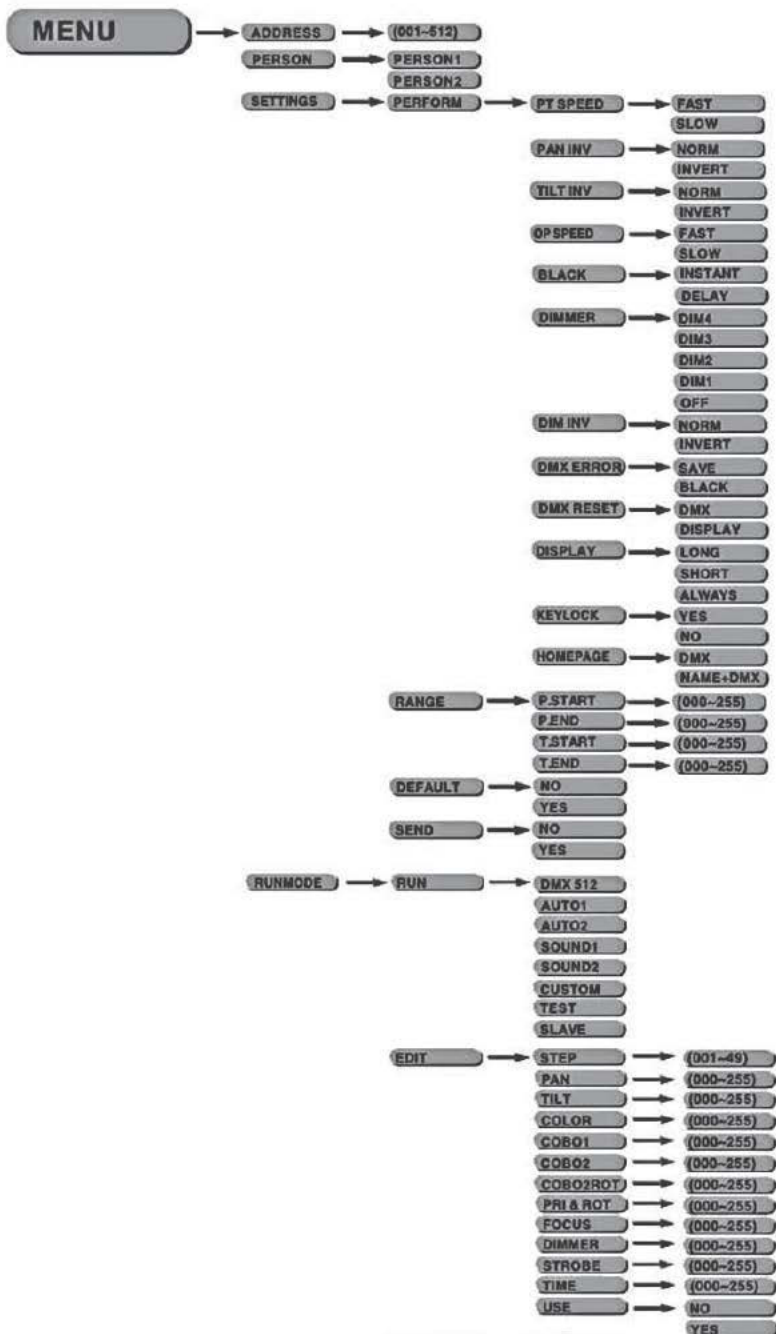 MENU ADDRESS (001~512)
PERSON PERSON1
PERSON2
SETTINGS PERFORM PT SPEED FAST
SLOW
PAN INV NORM
INVERT
TILT INV NORM
INVERT
OP SPEED FAST
SLOW
BLACK INSTANT
DELAY
DIMMER DIM4
DIM3
DIM2
DIM1
OFF
DIM INV NORM
INVERT
DMX ERROR SAVE
BLACK
DMX RESET DMX
DISPLAY
DISPLAY LONG
SHORT
ALWAYS
KEYLOCK YES
NO
HOMEPAGE DMX
NAME+DMX
RANGE P.START (000~255)
P.END (000~255)
T.START (000~255)
T.END (000~255)
DEFAULT NO
YES
SEND NO
YES
RUNMODE RUN DMX 512
AUTO1
AUTO2
SOUND1
SOUND2
CUSTOM
TEST
SLAVE
EDIT STEP (001~49)
PAN (000~255)
TILT (000~255)
COLOR (000~255)
COBO1 (000~255)
COBO2 (000~255)
COBO2ROT (000~255)
PRI & ROT (000~255)
FOCUS (000~255)
DIMMER (000~255)
STROBE (000~255)
TIME (000~255)
USE NO
YES